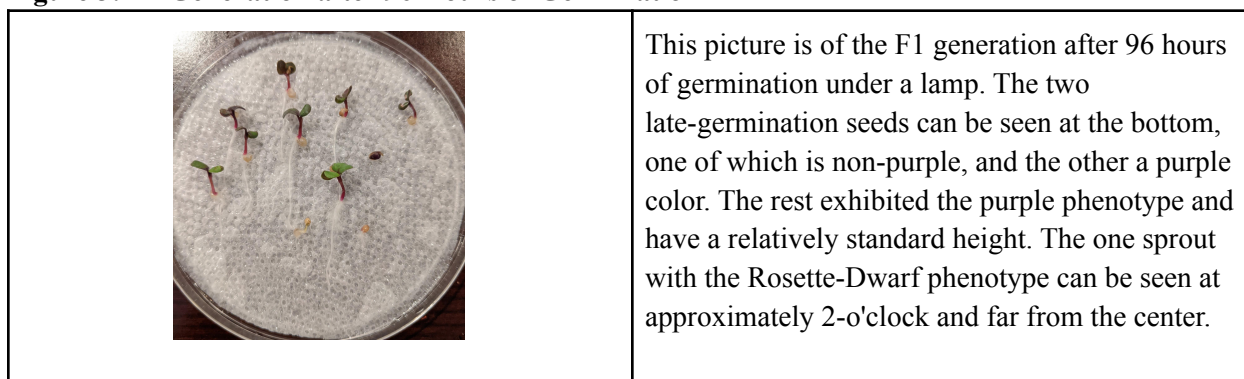 This picture is of the F1 generation after 96 hours
of germination under a lamp. The two
late-germination seeds can be seen at the bottom,
one of which is non-purple, and the other a purple
color. The rest exhibited the purple phenotype and
have a relatively standard height. The one sprout
with the Rosette-Dwarf phenotype can be seen at
approximately 2-o'clock and far from the center.